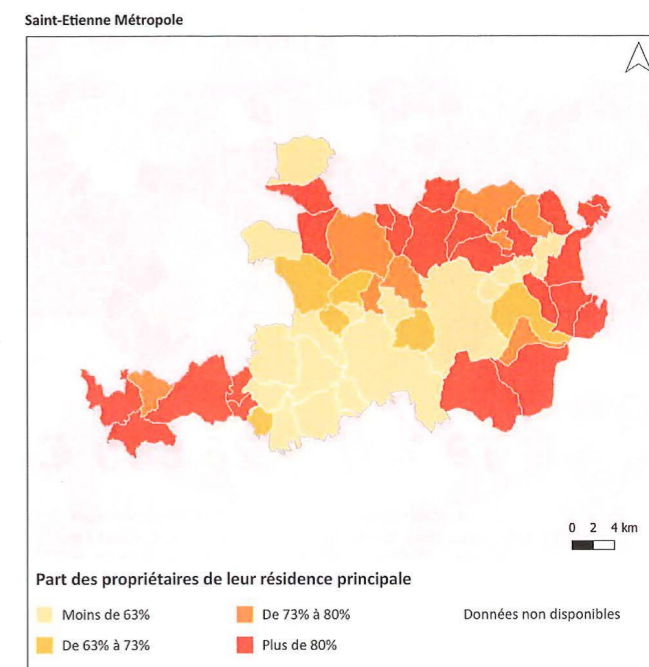 Saint-Etienne Métropole
0 2 4 km
Part des propriétaires de leur résidence principale
Moins de 63%
De 73% à 80%
Données non disponibles
De 63% à 73%
Plus de 80%